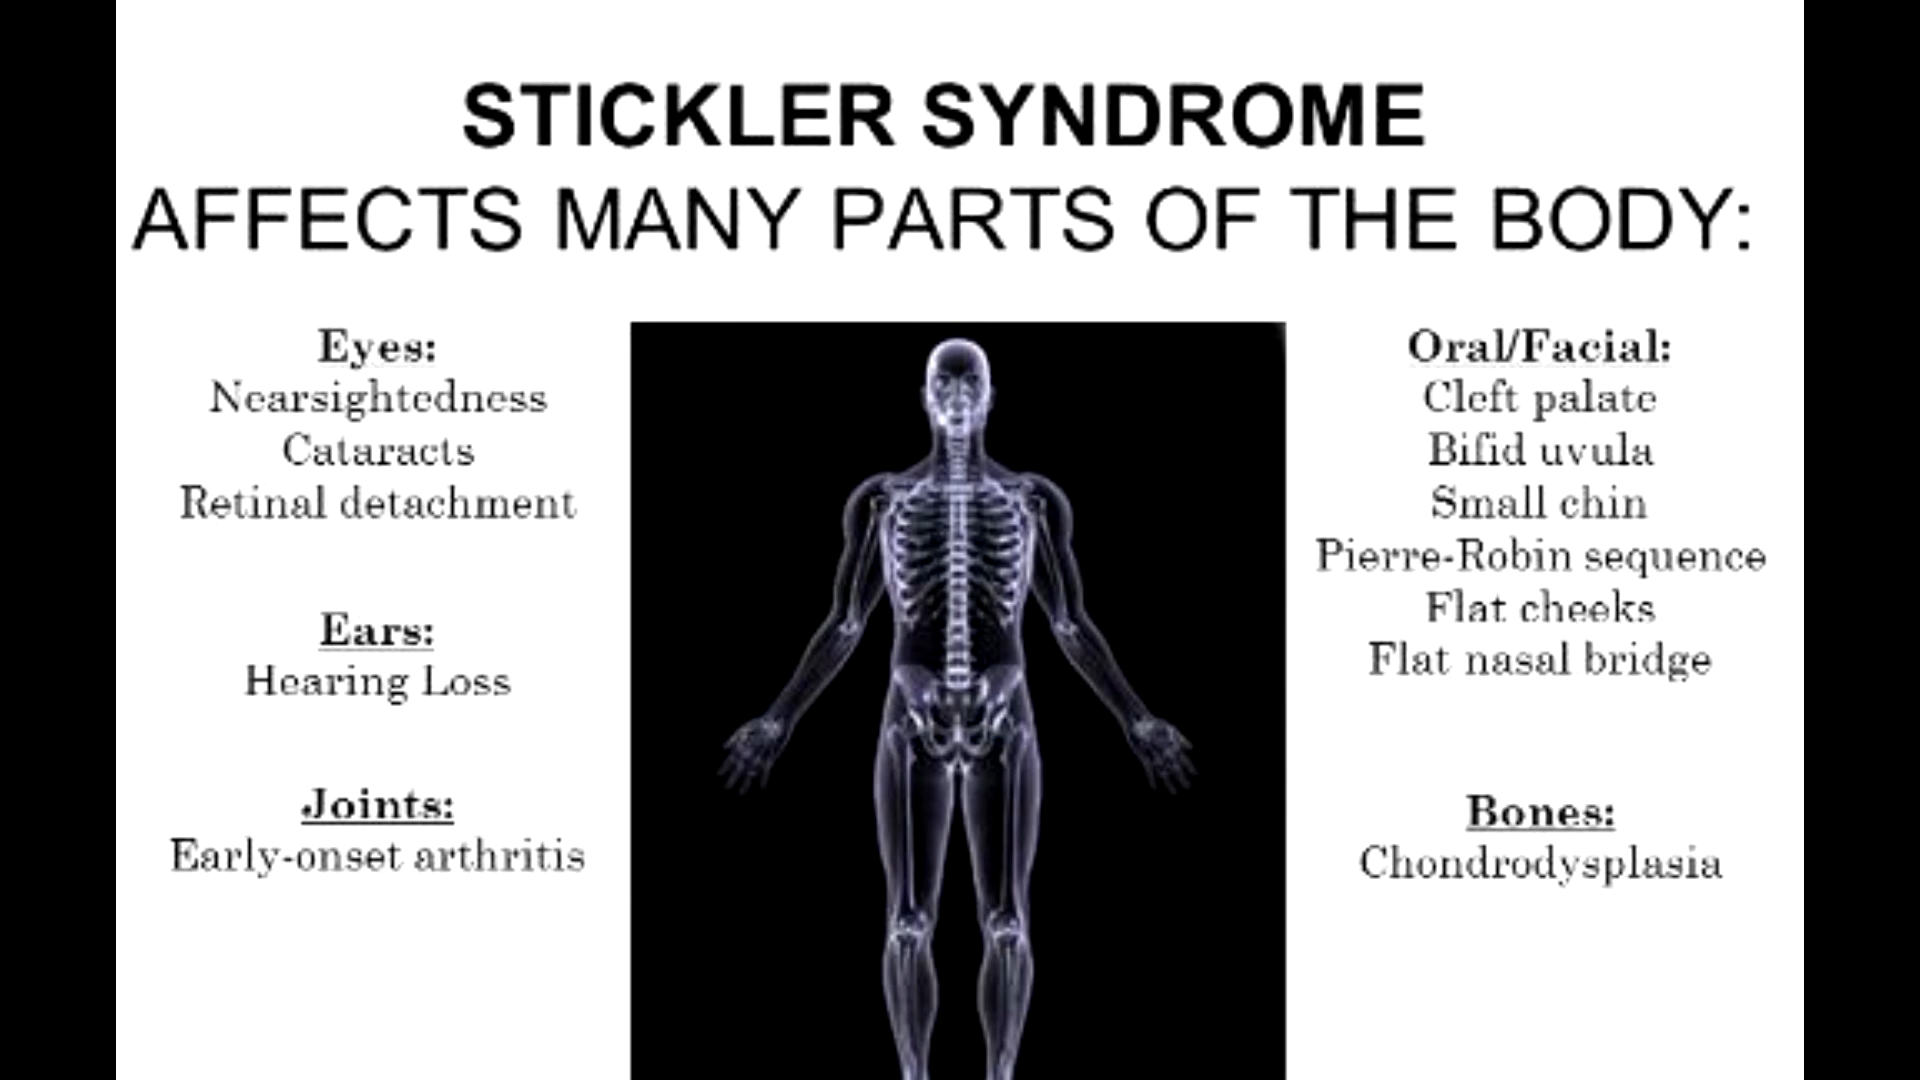 STICKLER SYNDROME
AFFECTS MANY PARTS OF THE BODY:
Eyes:
Nearsightedness
Cataracts
Retinal detachment
Ears:
Hearing Loss
Joints:
Early-onset arthritis
Oral/Facial:
Cleft palate
Bifid uvula
Small chin
Pierre-Robin sequence
Flat cheeks
Flat nasal bridge
Bones:
Chondrodysplasia